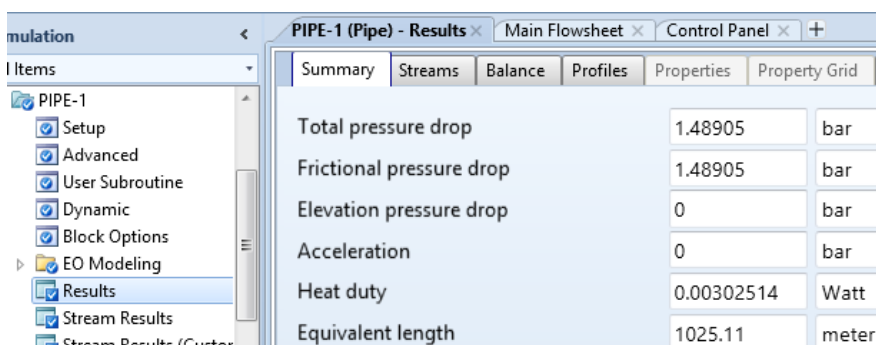 mulation
<
PIPE-1 (Pipe) - Results
Main Flowsheet
Control Panel
+
l Items
Summary
Streams
Balance
Profiles
Properties
Property Grid
PIPE-1
Setup
Advanced
User Subroutine
Dynamic
Block Options
EO Modeling
Results
Stream Results
Stream Results (Custor
Total pressure drop 1.48905 bar
Frictional pressure drop 1.48905 bar
Elevation pressure drop 0 bar
Acceleration 0 bar
Heat duty 0.00302514 Watt
Equivalent length 1025.11 meter